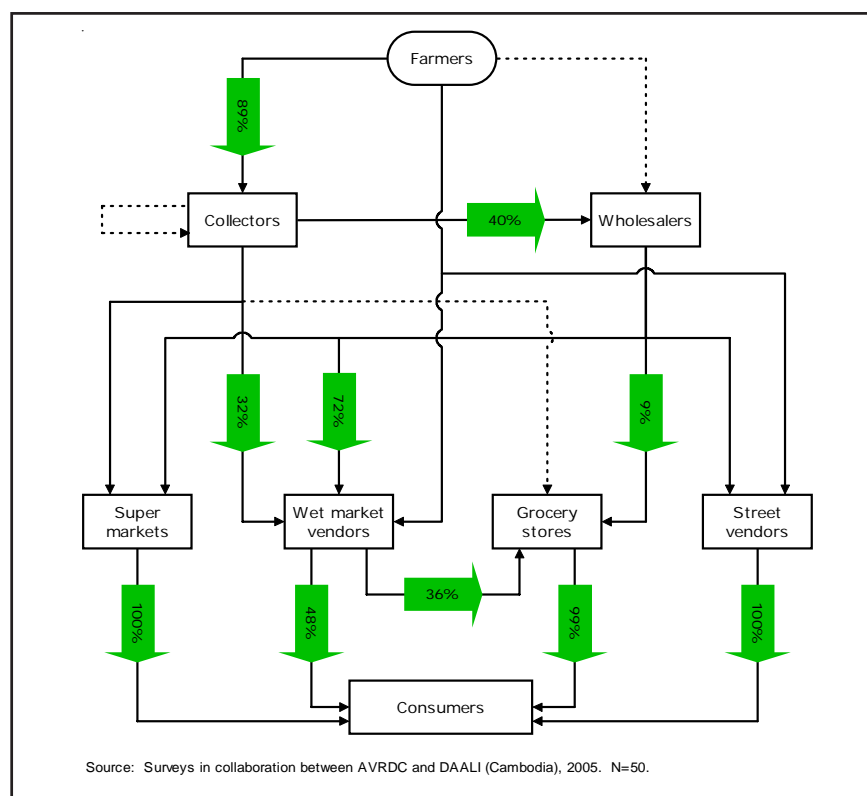 Farmers
89%
Collectors
40%
Wholesalers
32%
72%
9%
Super
markets
Wet market
vendors
Grocery
stores
Street
vendors
100%
48%
36%
99%
100%
Consumers
Source: Surveys in collaboration between AVRDC and DAALI (Cambodia), 2005. N=50.